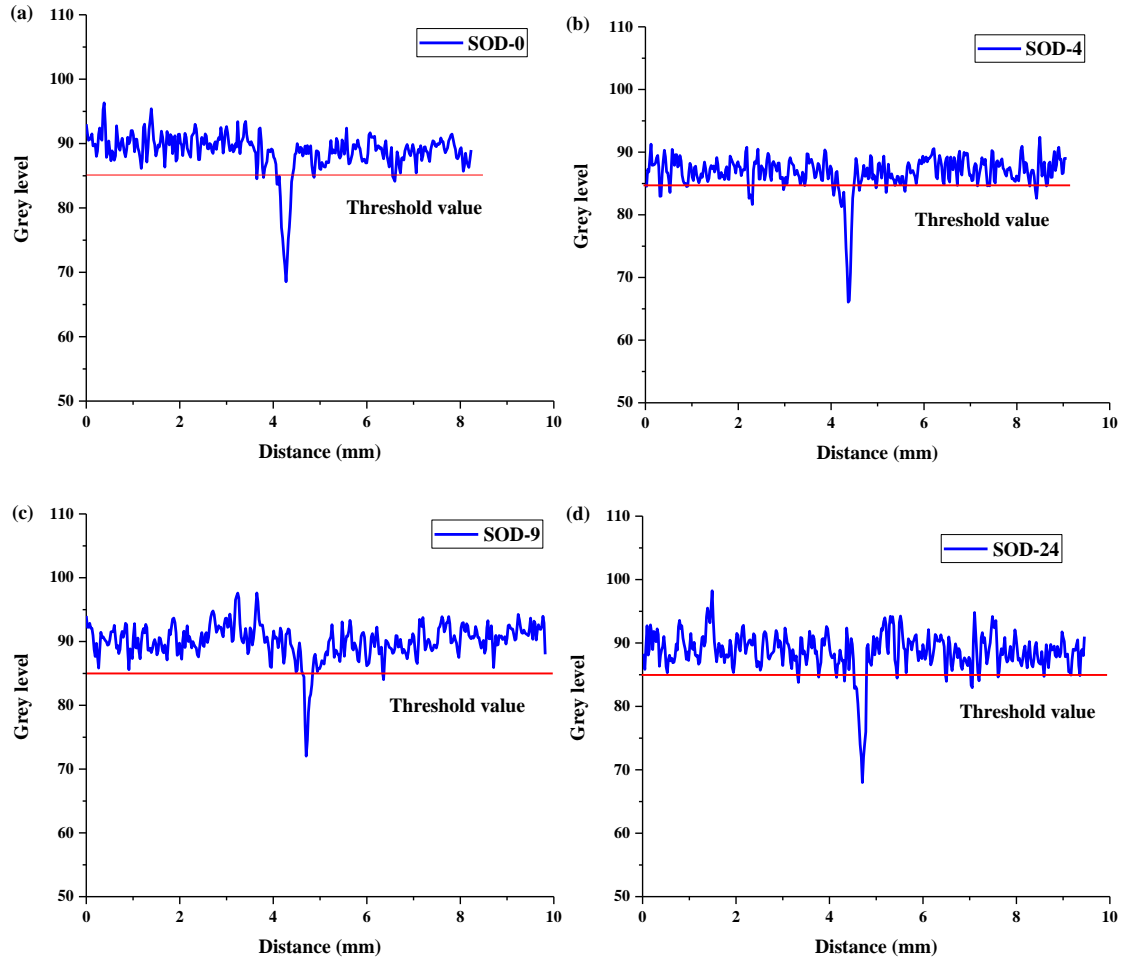 (a)
SOD-0
110
100
90
80
70
60
50
Grey level
Threshold value
0 2 4 6 8 10
Distance (mm)
(b)
SOD-4
110
100
90
80
70
60
50
Grey level
Threshold value
0 2 4 6 8 10
Distance (mm)
(c)
SOD-9
110
100
90
80
70
60
50
Grey level
Threshold value
0 2 4 6 8 10
Distance (mm)
(d)
SOD-24
110
100
90
80
70
60
50
Grey level
Threshold value
0 2 4 6 8 10
Distance (mm)